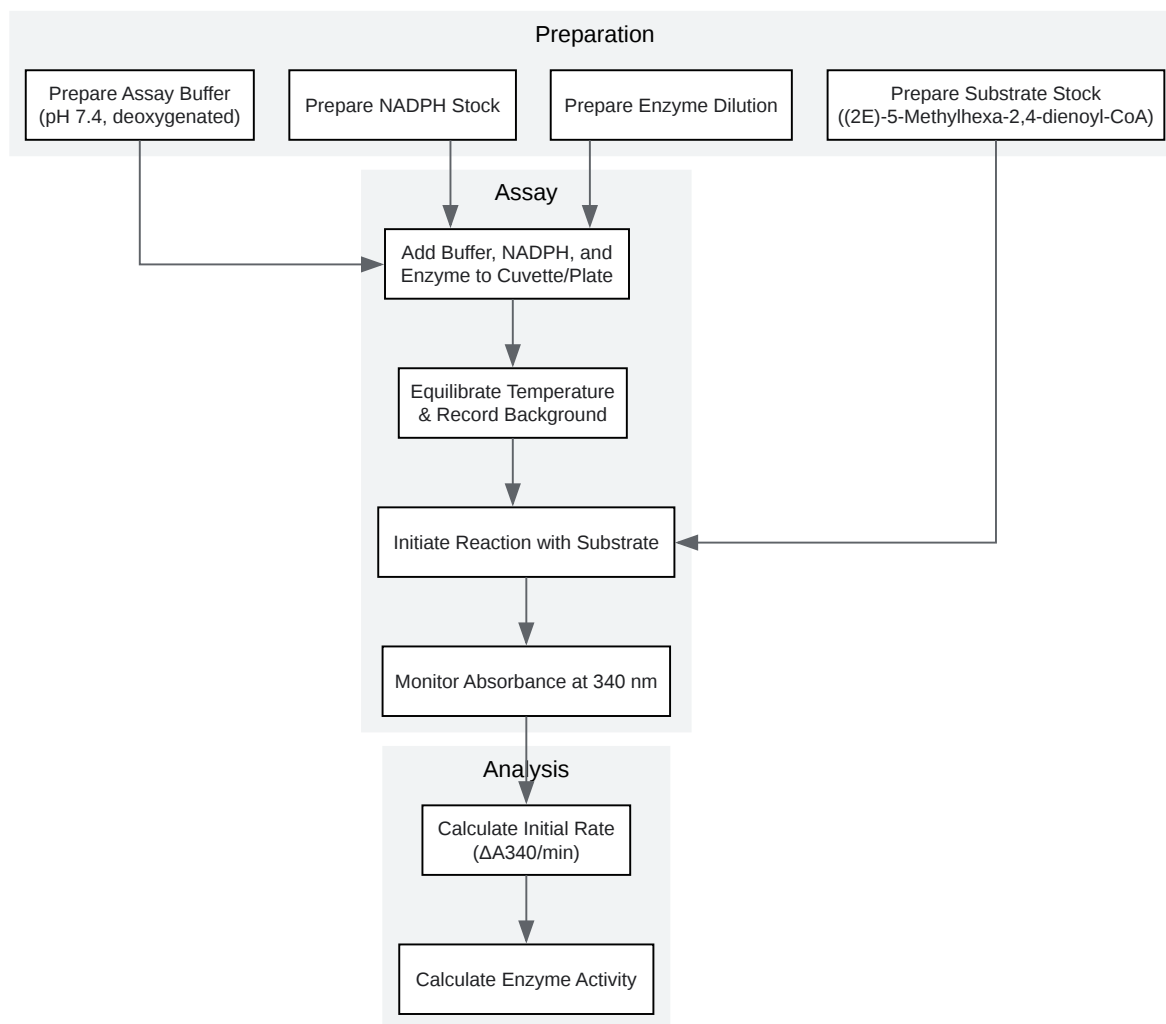 Preparation
Prepare Assay Buffer
(pH 7.4, deoxygenated)
Prepare NADPH Stock
Prepare Enzyme Dilution
Prepare Substrate Stock
((2E)-5-Methylhexa-2,4-dienoyl-CoA)
Assay
Add Buffer, NADPH, and
Enzyme to Cuvette/Plate
Equilibrate Temperature
& Record Background
Initiate Reaction with Substrate
Monitor Absorbance at 340 nm
Analysis
Calculate Initial Rate
(ΔA340/min)
Calculate Enzyme Activity